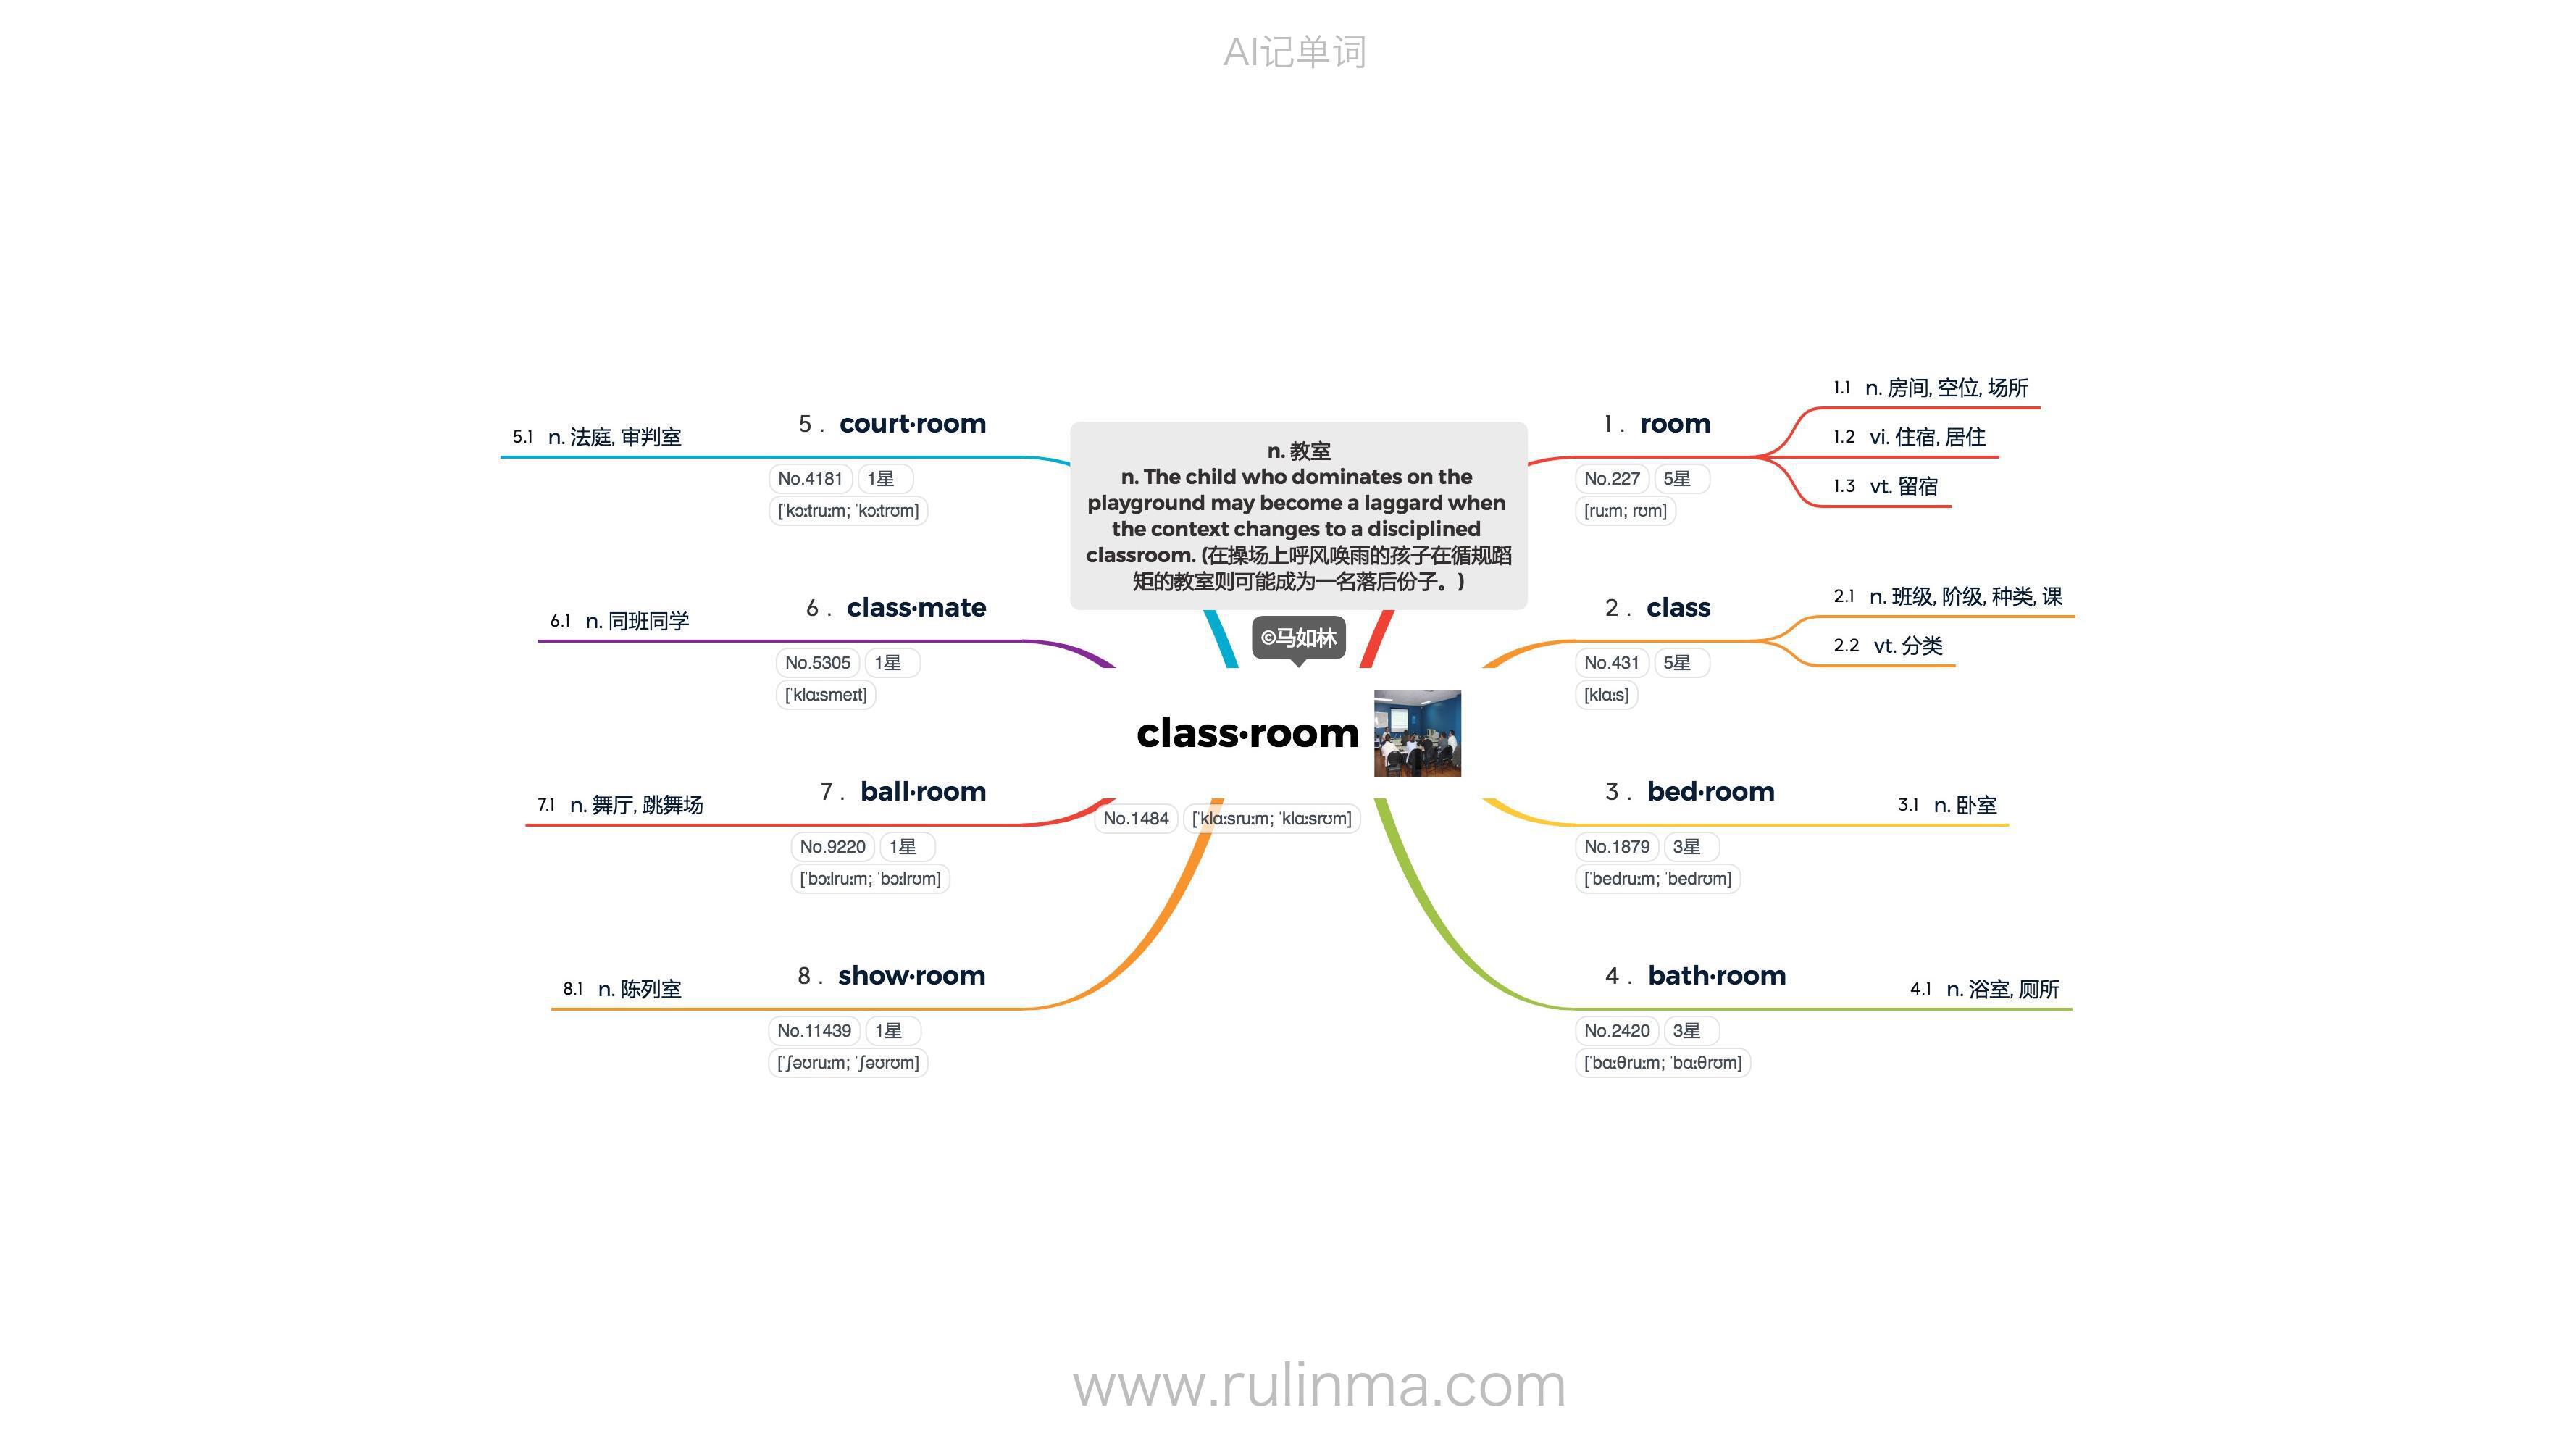 AI记单词
n. 教室
n. The child who dominates on the
playground may become a laggard when
the context changes to a disciplined
classroom. (在操场上呼风唤雨的孩子在循规蹈
矩的教室则可能成为一名落后份子。)
©马如林
class·room
No.1484 [ˈklɑːsruːm; ˈklɑːsrʊm]
1 . room
No.227 5星
[ruːm; rʊm]
1.1 n. 房间, 空位, 场所
1.2 vi. 住宿, 居住
1.3 vt. 留宿
2 . class
No.431 5星
[klɑːs]
2.1 n. 班级, 阶级, 种类, 课
2.2 vt. 分类
3 . bed·room
No.1879 3星
[ˈbedruːm; ˈbedrʊm]
3.1 n. 卧室
4 . bath·room
No.2420 3星
[ˈbɑːθruːm; ˈbɑːθrʊm]
4.1 n. 浴室, 厕所
5 . court·room
No.4181 1星
[ˈkɔːtruːm; ˈkɔːtrʊm]
5.1 n. 法庭, 审判室
6 . class·mate
No.5305 1星
[ˈklɑːsmeɪt]
6.1 n. 同班同学
7 . ball·room
No.9220 1星
[ˈbɔːlruːm; ˈbɔːlrʊm]
7.1 n. 舞厅, 跳舞场
8 . show·room
No.11439 1星
[ˈʃəʊruːm; ˈʃəʊrʊm]
8.1 n. 陈列室
www.rulinma.com